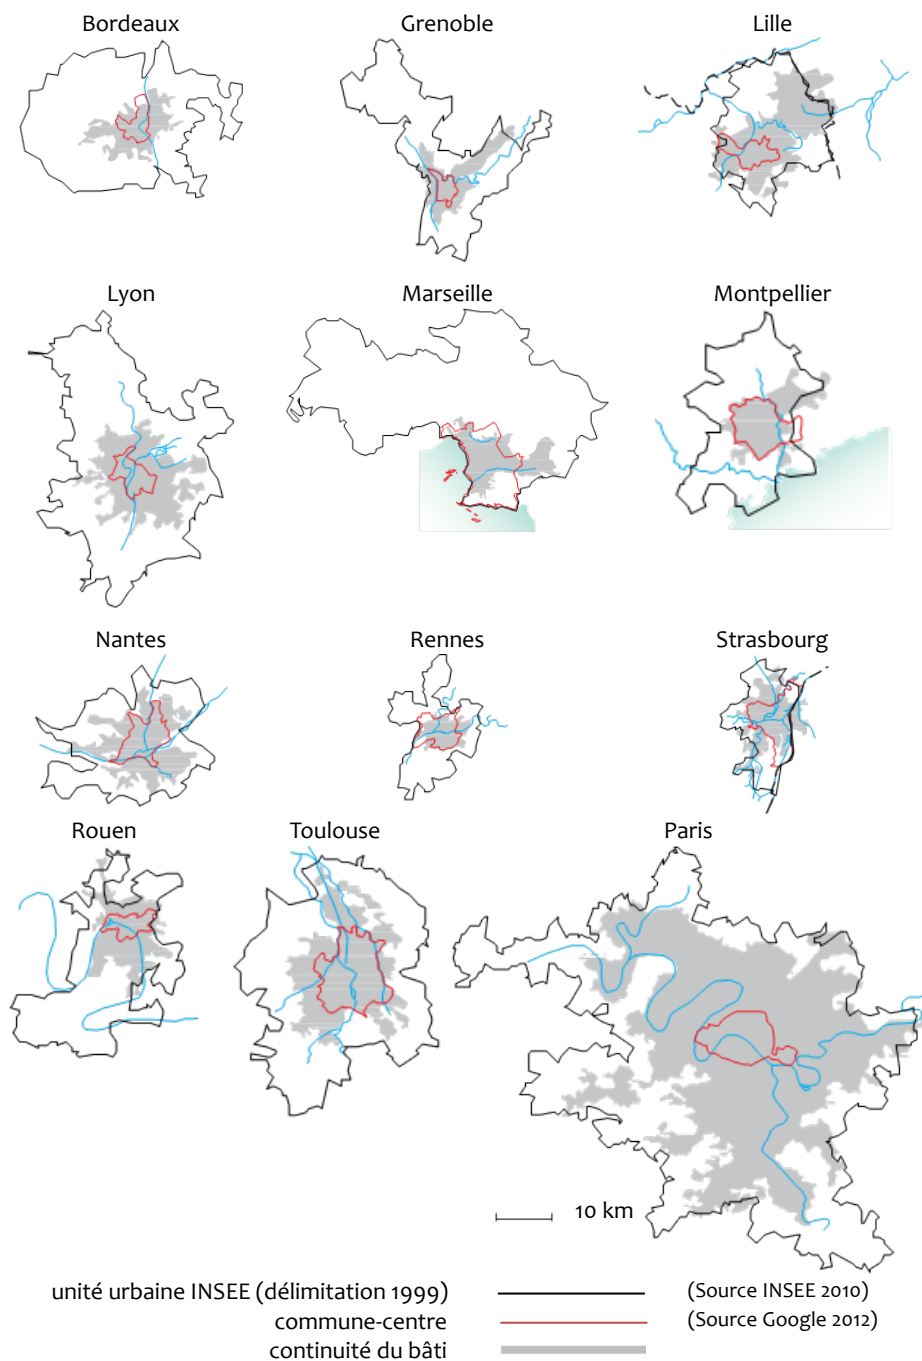 Bordeaux
Grenoble
Lille
Lyon
Marseille
Montpellier
Nantes
Rennes
Strasbourg
Rouen
Toulouse
Paris
10 km
unité urbaine INSEE (délimitation 1999)
(Source INSEE 2010)
commune-centre
(Source Google 2012)
continuité du bâti